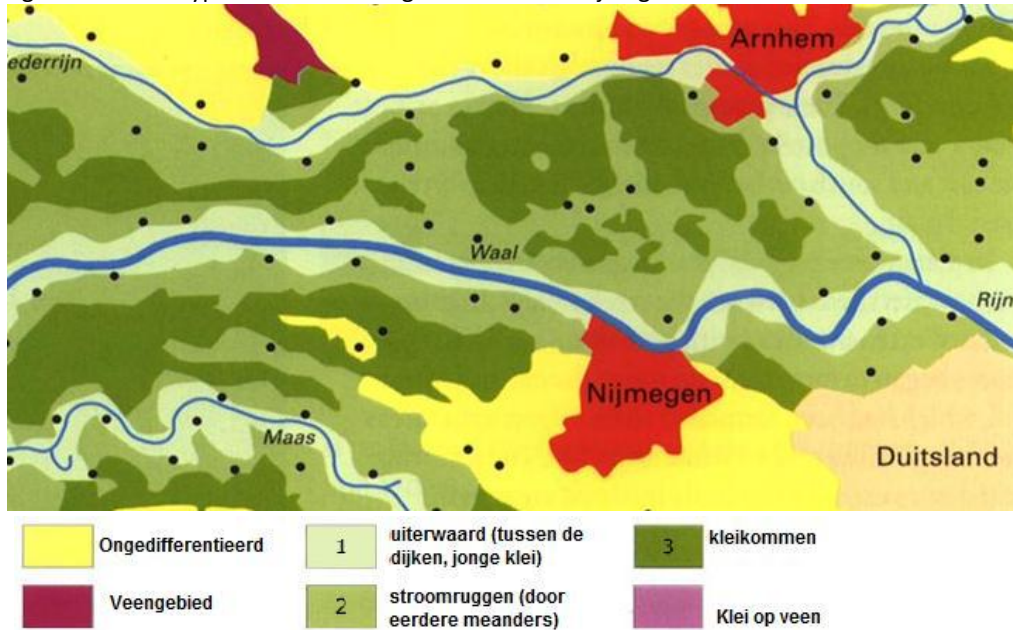 Arnhem
ederrijn
Waal
Rijn
Nijmegen
Maas
Duitsland
Ongedifferentieerd
1
uiterwaard (tussen de
dijken, jonge klei)
3
kleikommen
Veengebied
2
stroomruggen (door
eerdere meanders)
Klei op veen